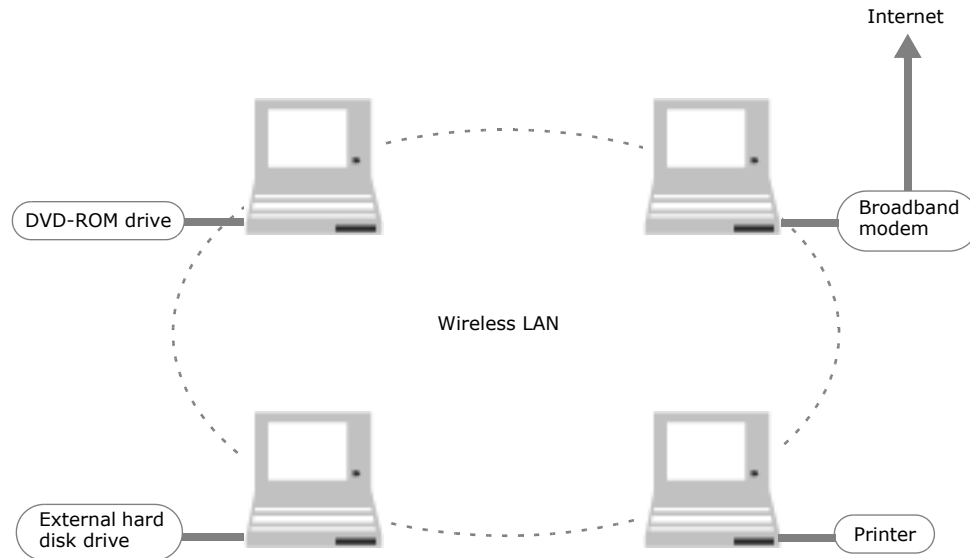 Internet
DVD-ROM drive
Broadband
modem
Wireless LAN
External hard
disk drive
Printer